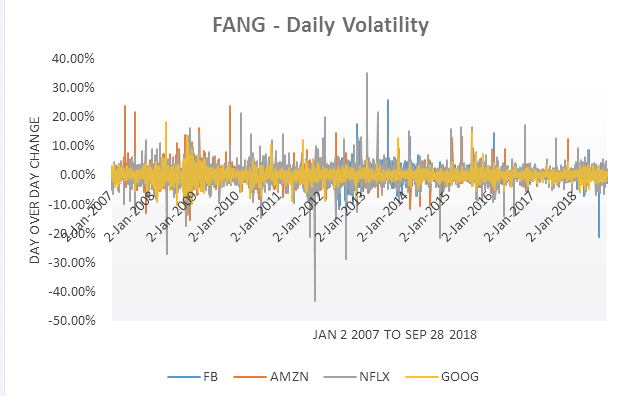 FANG - Daily Volatility
40.00%
30.00%
20.00%
10.00%
0.00%
-10.00%
-20.00%
-30.00%
-40.00%
-50.00%
DAY OVER DAY CHANGE
2-Jan-2007
2-Jan-2008
2-Jan-2009
2-Jan-2010
2-Jan-2011
2-Jan-2012
2-Jan-2013
2-Jan-2014
2-Jan-2015
2-Jan-2016
2-Jan-2017
2-Jan-2018
JAN 2 2007 TO SEP 28 2018
FB AMZN NFLX GOOG